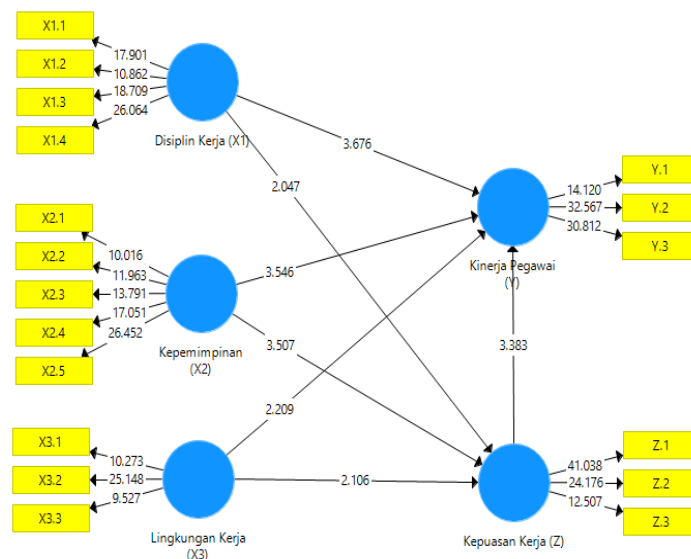 X1.1
17.901
X1.2
10.862
X1.3
18.709
X1.4
26.064
Disiplin Kerja (X1)
3.676
2.047
Y.1
14.120
Y.2
32.567
Y.3
30.812
Kinerja Pegawai
(Y)
X2.1
10.016
X2.2
11.963
X2.3
13.791
X2.4
17.051
X2.5
26.452
Kepemimpinan
(X2)
3.546
3.507
3.383
2.209
X3.1
10.273
X3.2
25.148
X3.3
9.527
Lingkungan Kerja
(X3)
2.106
Z.1
41.038
Z.2
24.176
Z.3
12.507
Kepuasan Kerja (Z)